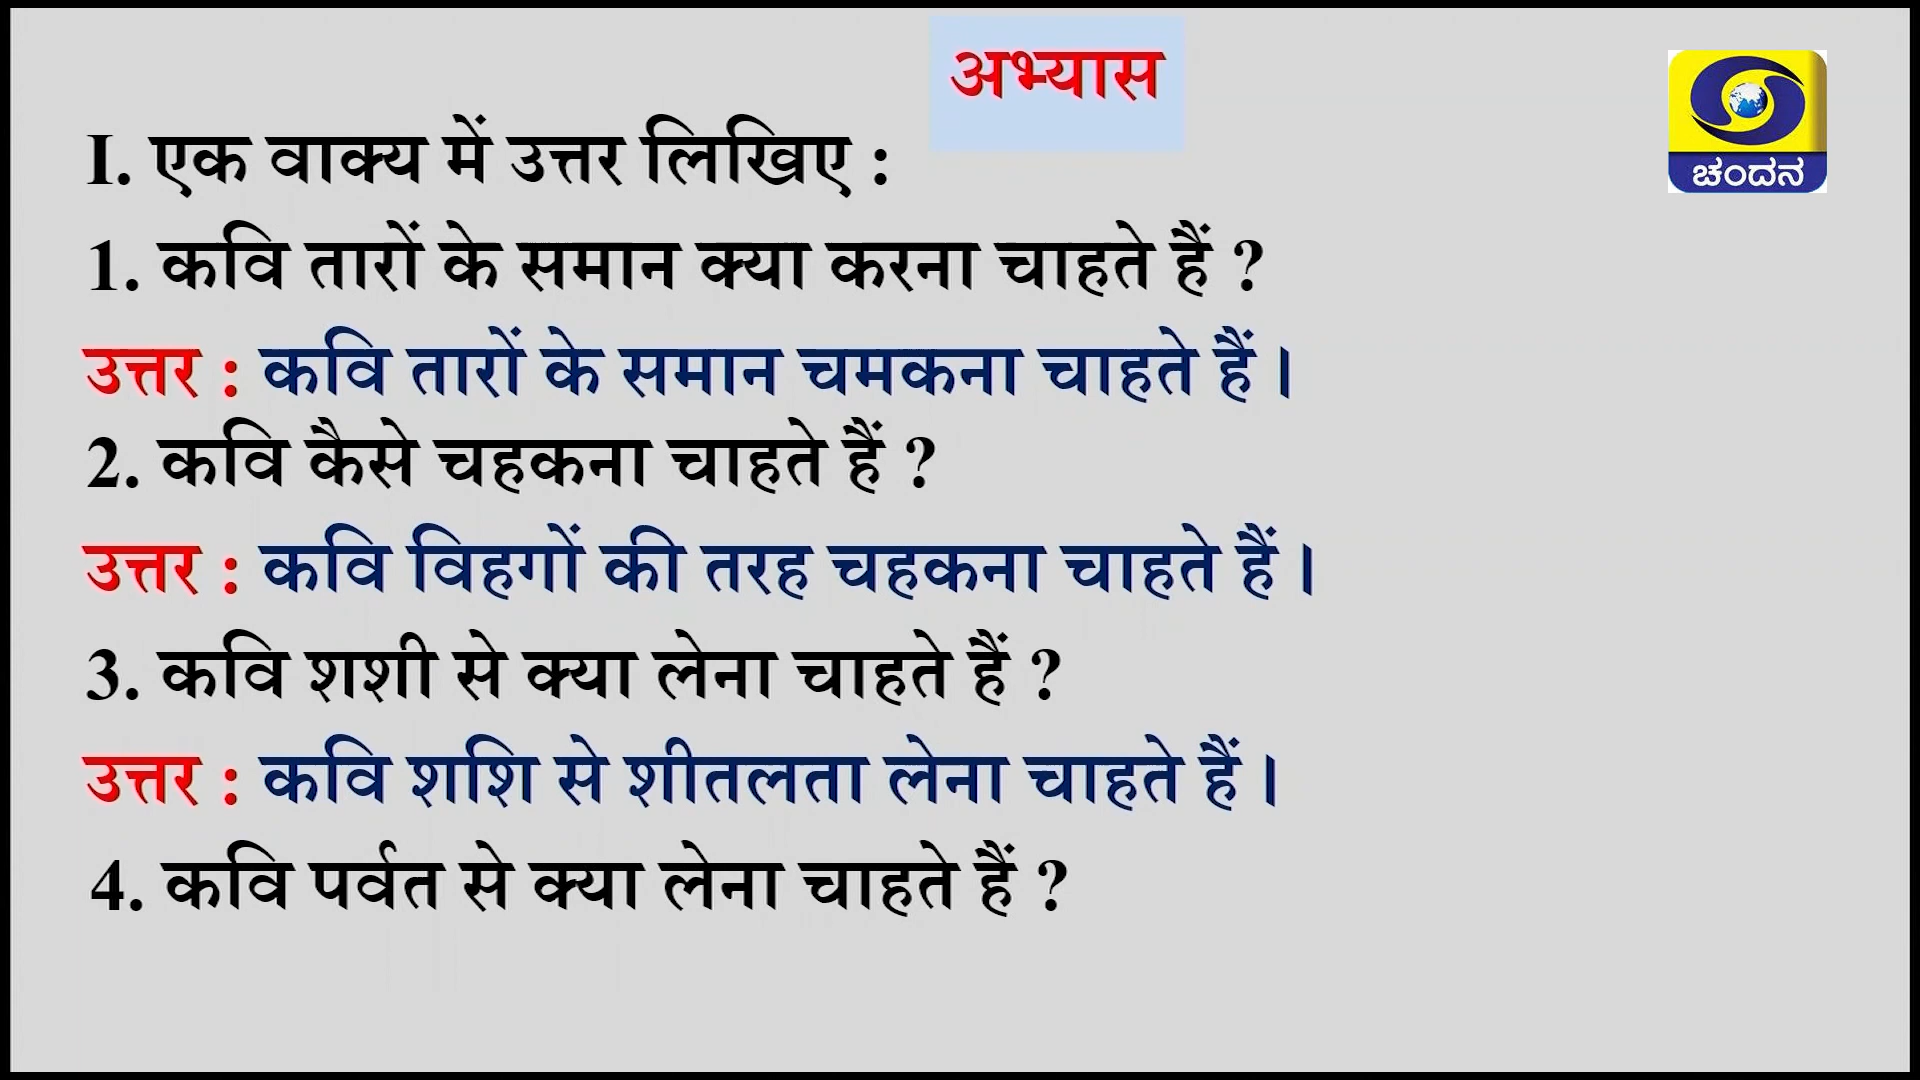 अभ्यास
ಚಂದನ
I. एक वाक्य में उत्तर लिखिए :
1. कवि तारों के समान क्या करना चाहते हैं ?
उत्तर : कवि तारों के समान चमकना चाहते हैं ।
2. कवि कैसे चहकना चाहते हैं ?
उत्तर : कवि विहगों की तरह चहकना चाहते हैं ।
3. कवि शशी से क्या लेना चाहते हैं ?
उत्तर : कवि शशि से शीतलता लेना चाहते हैं ।
4. कवि पर्वत से क्या लेना चाहते हैं ?